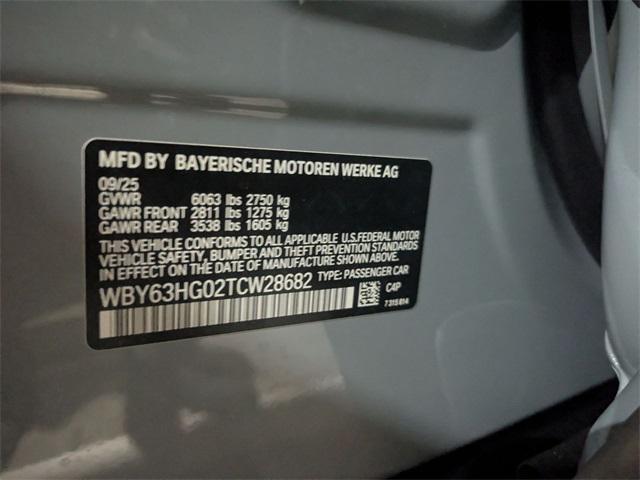 MFD BY BAYERISCHE MOTOREN WERKE AG
09/25
GVWR 6063 lbs 2750 kg
GAWR FRONT 2811 lbs 1275 kg
GAWR REAR 3538 lbs 1605 kg
THIS VEHICLE CONFORMS TO ALL APPLICABLE U.S.FEDERAL MOTOR
VEHICLE SAFETY, BUMPER AND THEFT PREVENTION STANDARDS
IN EFFECT ON THE DATE OF MANUFACTURE SHOWN ABOVE.
WBY63HG02TCW28682 TYPE: PASSENGER CAR
C4P
7315814